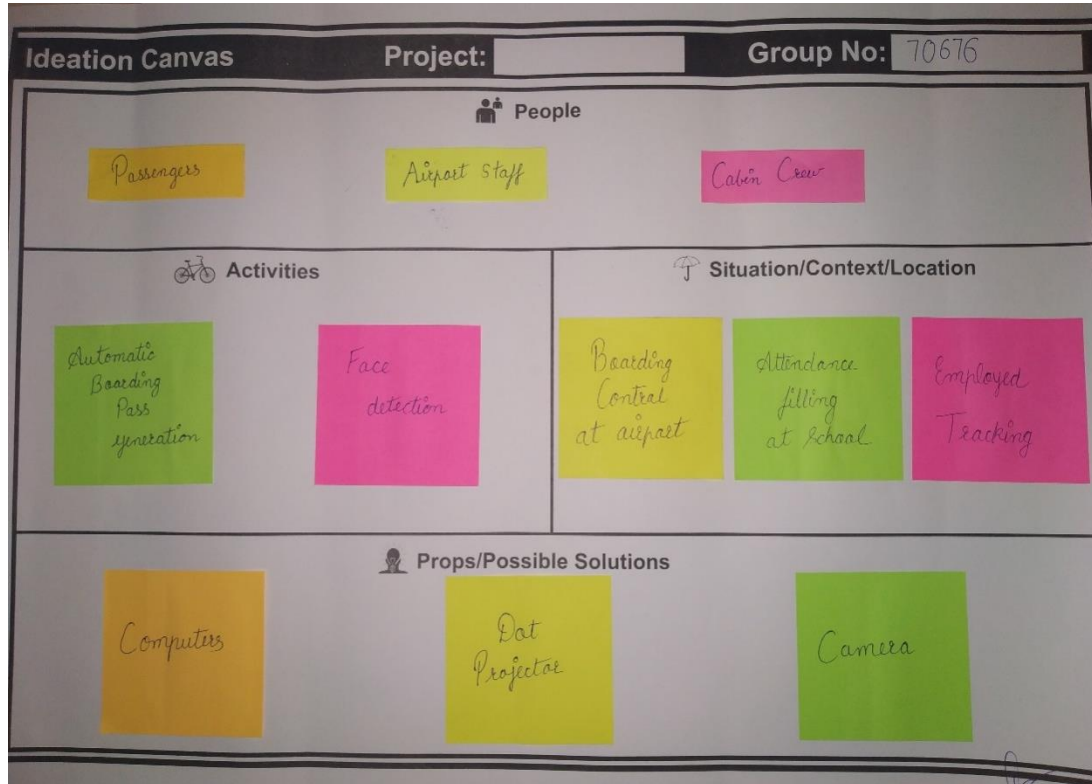 Ideation Canvas Project: Group No: 70676
People
Passengers
Airport Staff
Cabin Crew
Activities
Automatic
Boarding
Pass
generation
Face
detection
Situation/Context/Location
Boarding
Control
at airport
Attendance
filling
at School
Employed
Tracking
Props/Possible Solutions
Computers
Dot
Projector
Camera